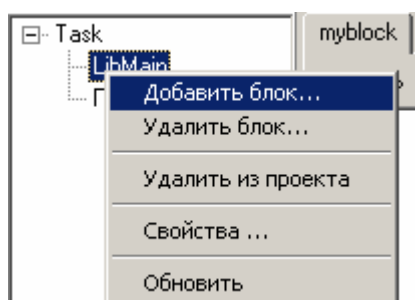 Task
myblock
LibMain
Добавить блок...
Удалить блок...
Удалить из проекта
Свойства ...
Обновить